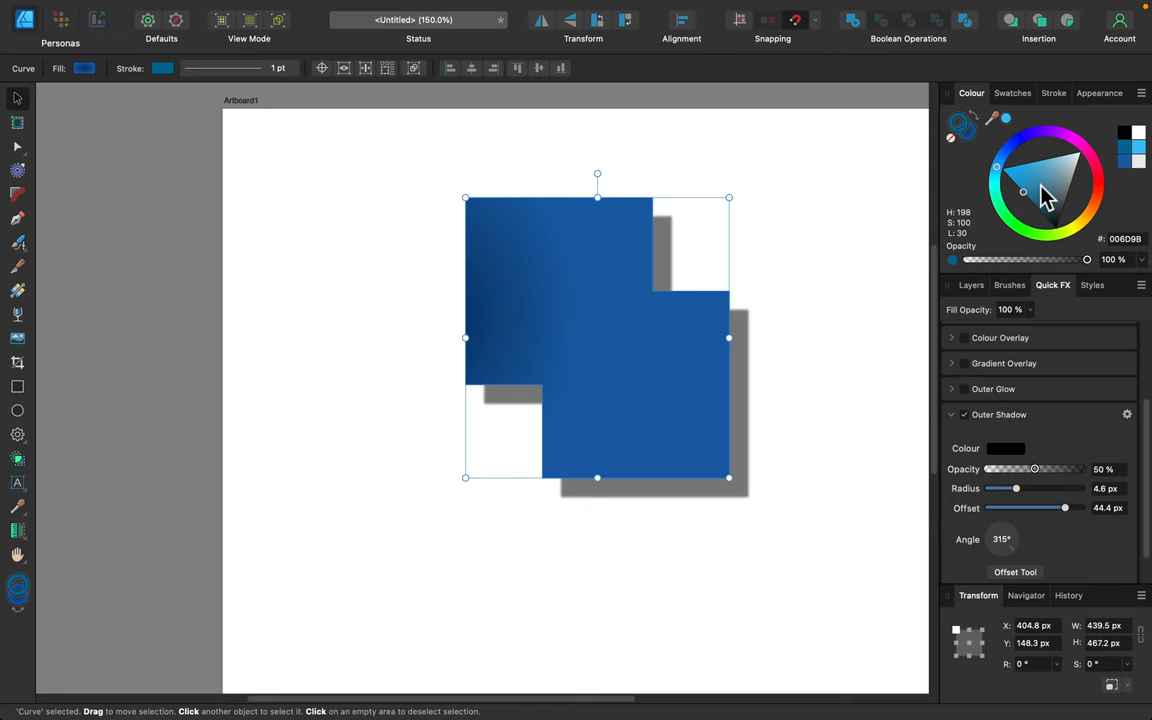 <Untitled> (150.0%)
*
Personas
Defaults
View Mode
Status
Transform
Alignment
Snapping
Boolean Operations
Insertion
Account
Curve
Fill:
Stroke:
1 pt
Artboard1
Colour
Swatches
Stroke
Appearance
H: 198
S: 100
L: 30
#: 006D9B
Opacity
100 %
Layers
Brushes
Quick FX
Styles
Fill Opacity: 100 %
Colour Overlay
Gradient Overlay
Outer Glow
Outer Shadow
Colour
Opacity
50 %
Radius
4.6 px
Offset
44.4 px
Angle
315°
Offset Tool
Transform
Navigator
History
X: 404.8 px
W: 439.5 px
Y: 148.3 px
H: 467.2 px
R: 0 °
S: 0 °
A
'Curve' selected. Drag to move selection. Click another object to select it. Click on an empty area to deselect selection.